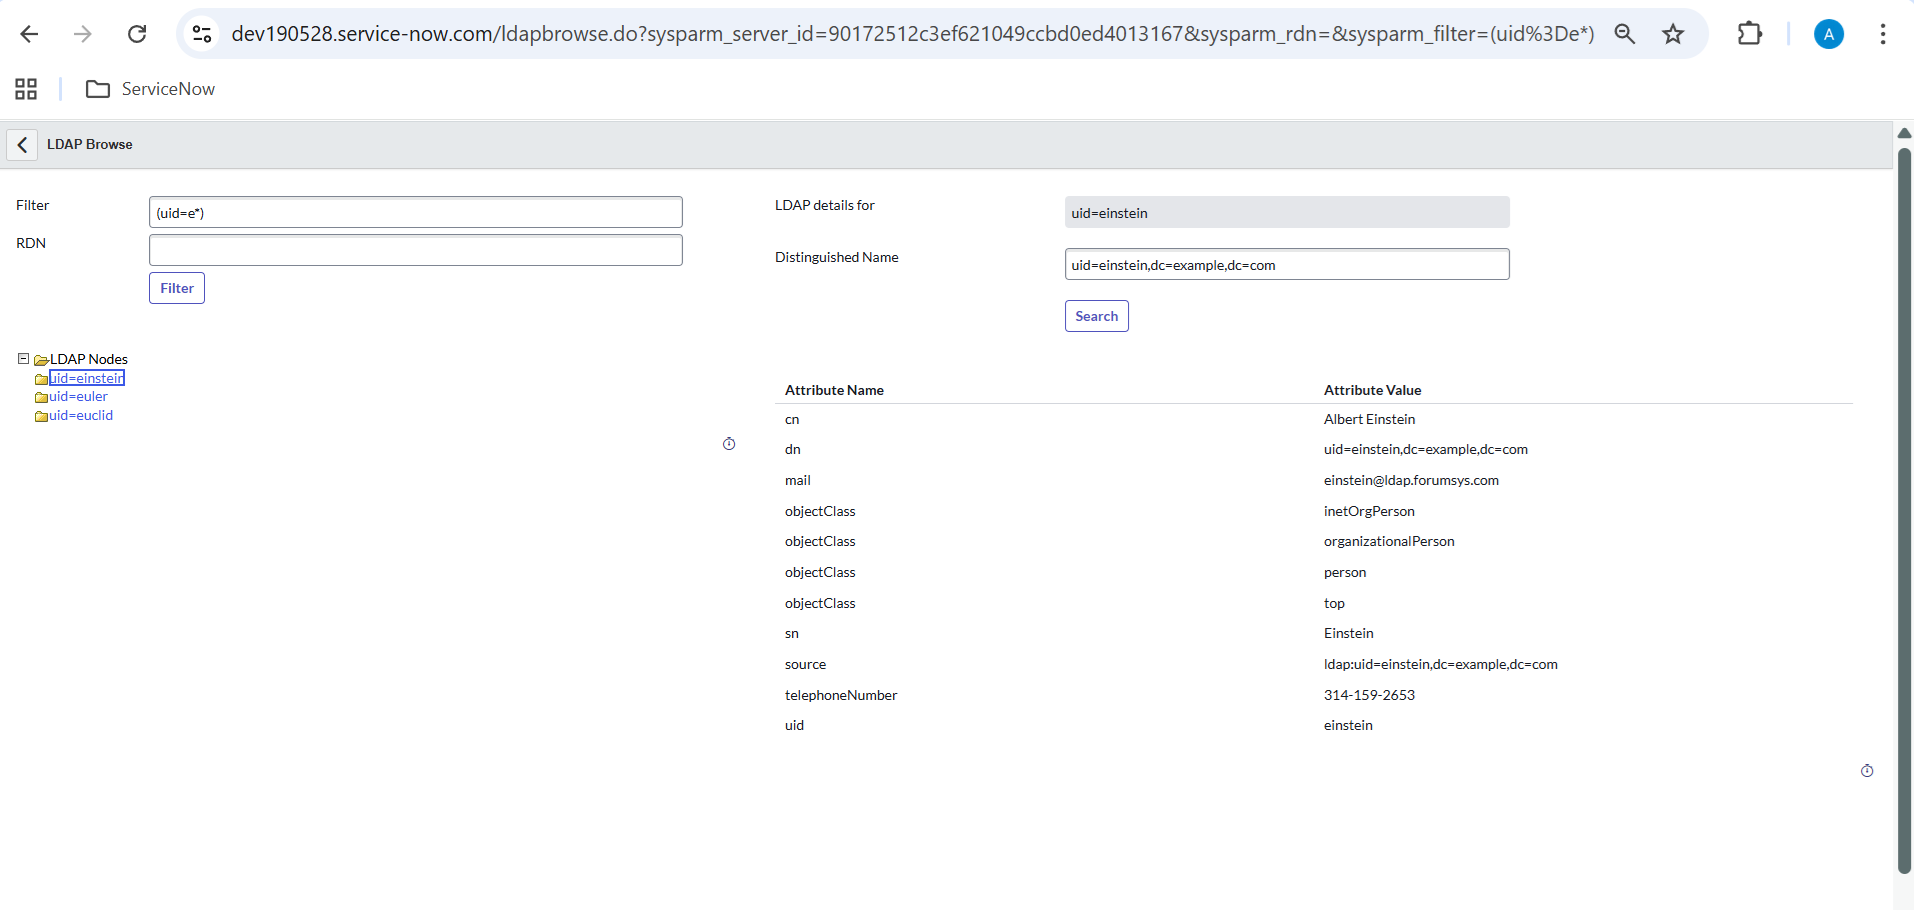 dev190528.service-now.com/ldapbrowse.do?sysparm_server_id=90172512c3ef621049ccbd0ed4013167&sysparm_rdn=&sysparm_filter=(uid%3De*)
A
ServiceNow
LDAP Browse
Filter
(uid=e*)
RDN
Filter
LDAP details for
uid=einstein
Distinguished Name
uid=einstein,dc=example,dc=com
Search
LDAP Nodes
uid=einstein
uid=euler
uid=euclid
Attribute Name Attribute Value
cn Albert Einstein
dn uid=einstein,dc=example,dc=com
mail einstein@ldap.forumsys.com
objectClass inetOrgPerson
objectClass organizationalPerson
objectClass person
objectClass top
sn Einstein
source ldap:uid=einstein,dc=example,dc=com
telephoneNumber 314-159-2653
uid einstein